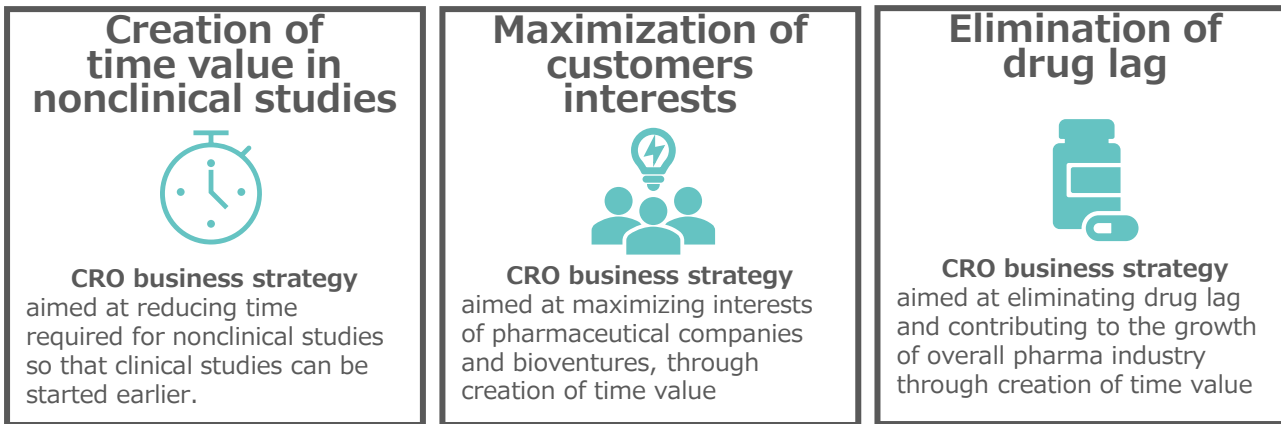 Creation of
time value in
nonclinical studies
CRO business strategy
aimed at reducing time
required for nonclinical studies
so that clinical studies can be
started earlier.
Maximization of
customers
interests
CRO business strategy
aimed at maximizing interests
of pharmaceutical companies
and bioventures, through
creation of time value
Elimination of
drug lag
CRO business strategy
aimed at eliminating drug lag
and contributing to the growth
of overall pharma industry
through creation of time value